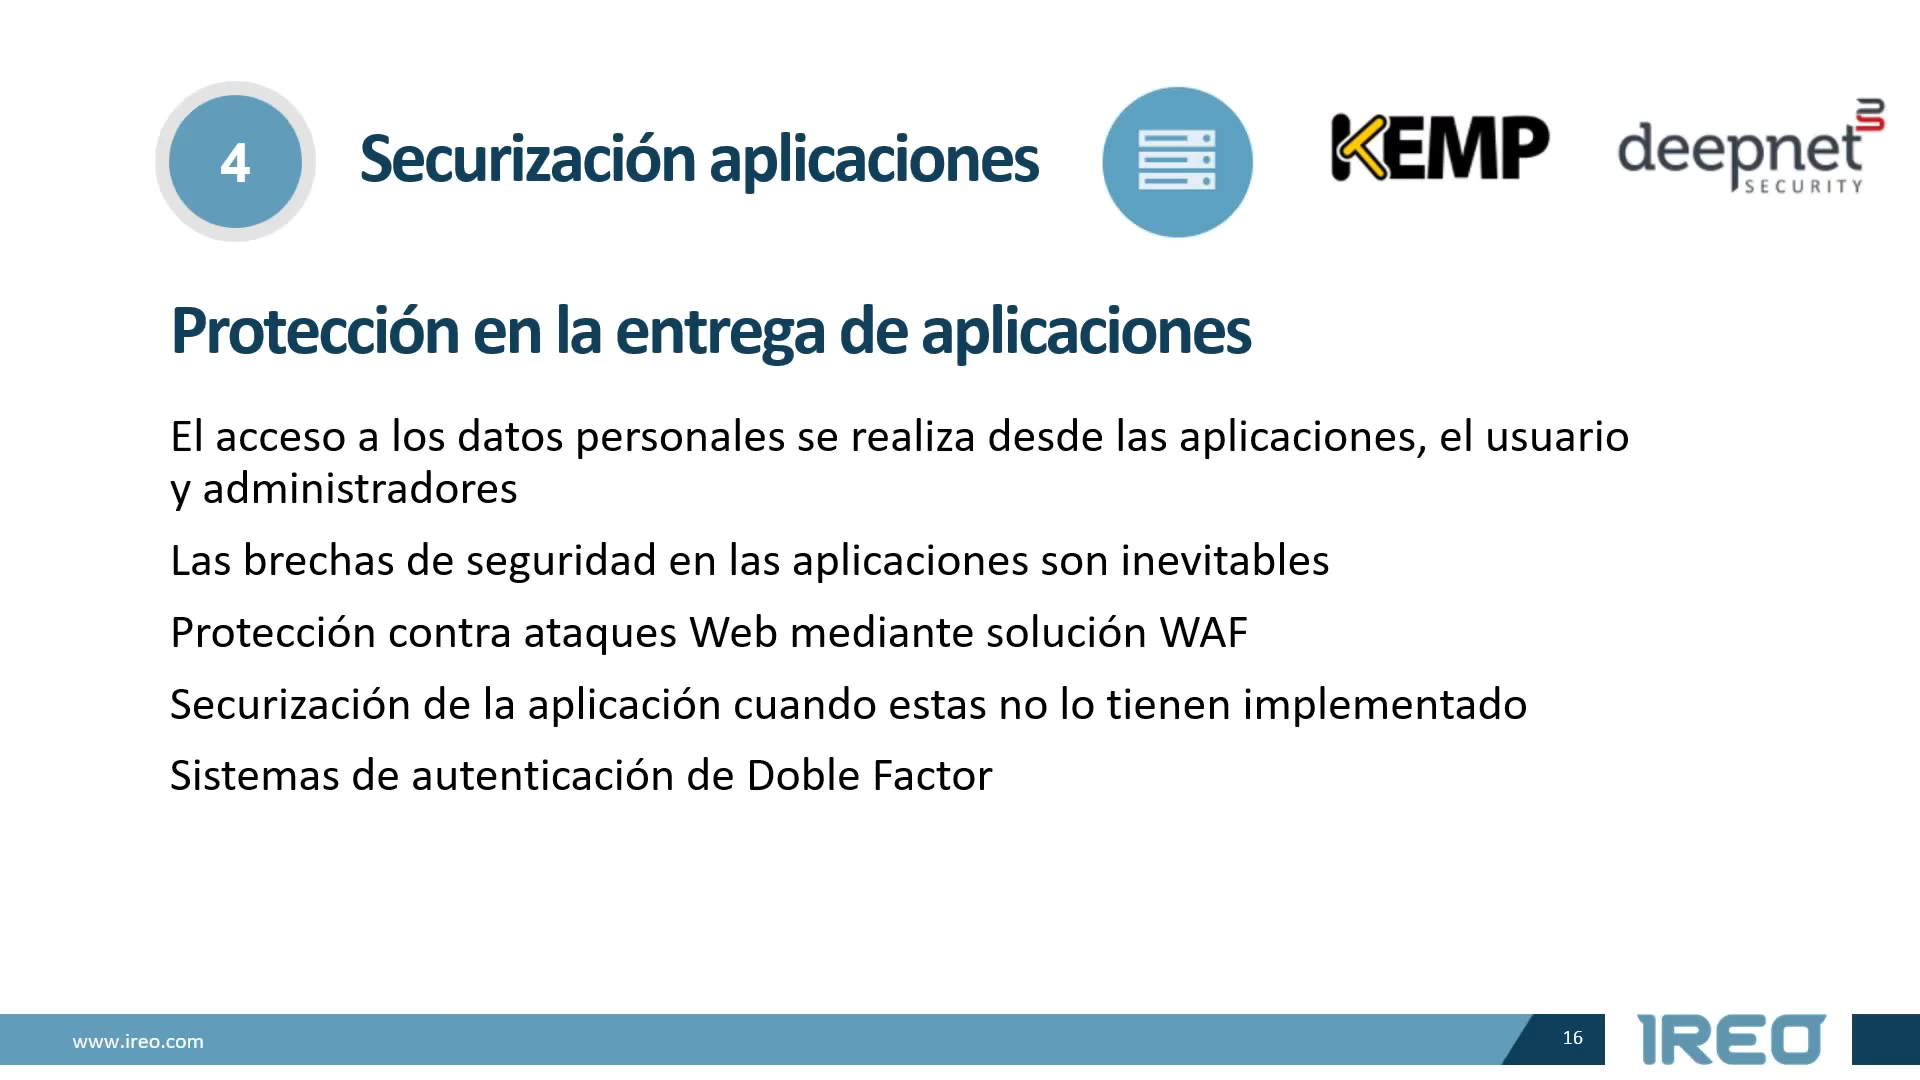 4
Securización aplicaciones
KEMP
deepnet
SECURITY
Protección en la entrega de aplicaciones
El acceso a los datos personales se realiza desde las aplicaciones, el usuario
y administradores
Las brechas de seguridad en las aplicaciones son inevitables
Protección contra ataques Web mediante solución WAF
Securización de la aplicación cuando estas no lo tienen implementado
Sistemas de autenticación de Doble Factor
www.ireo.com
16
IREO